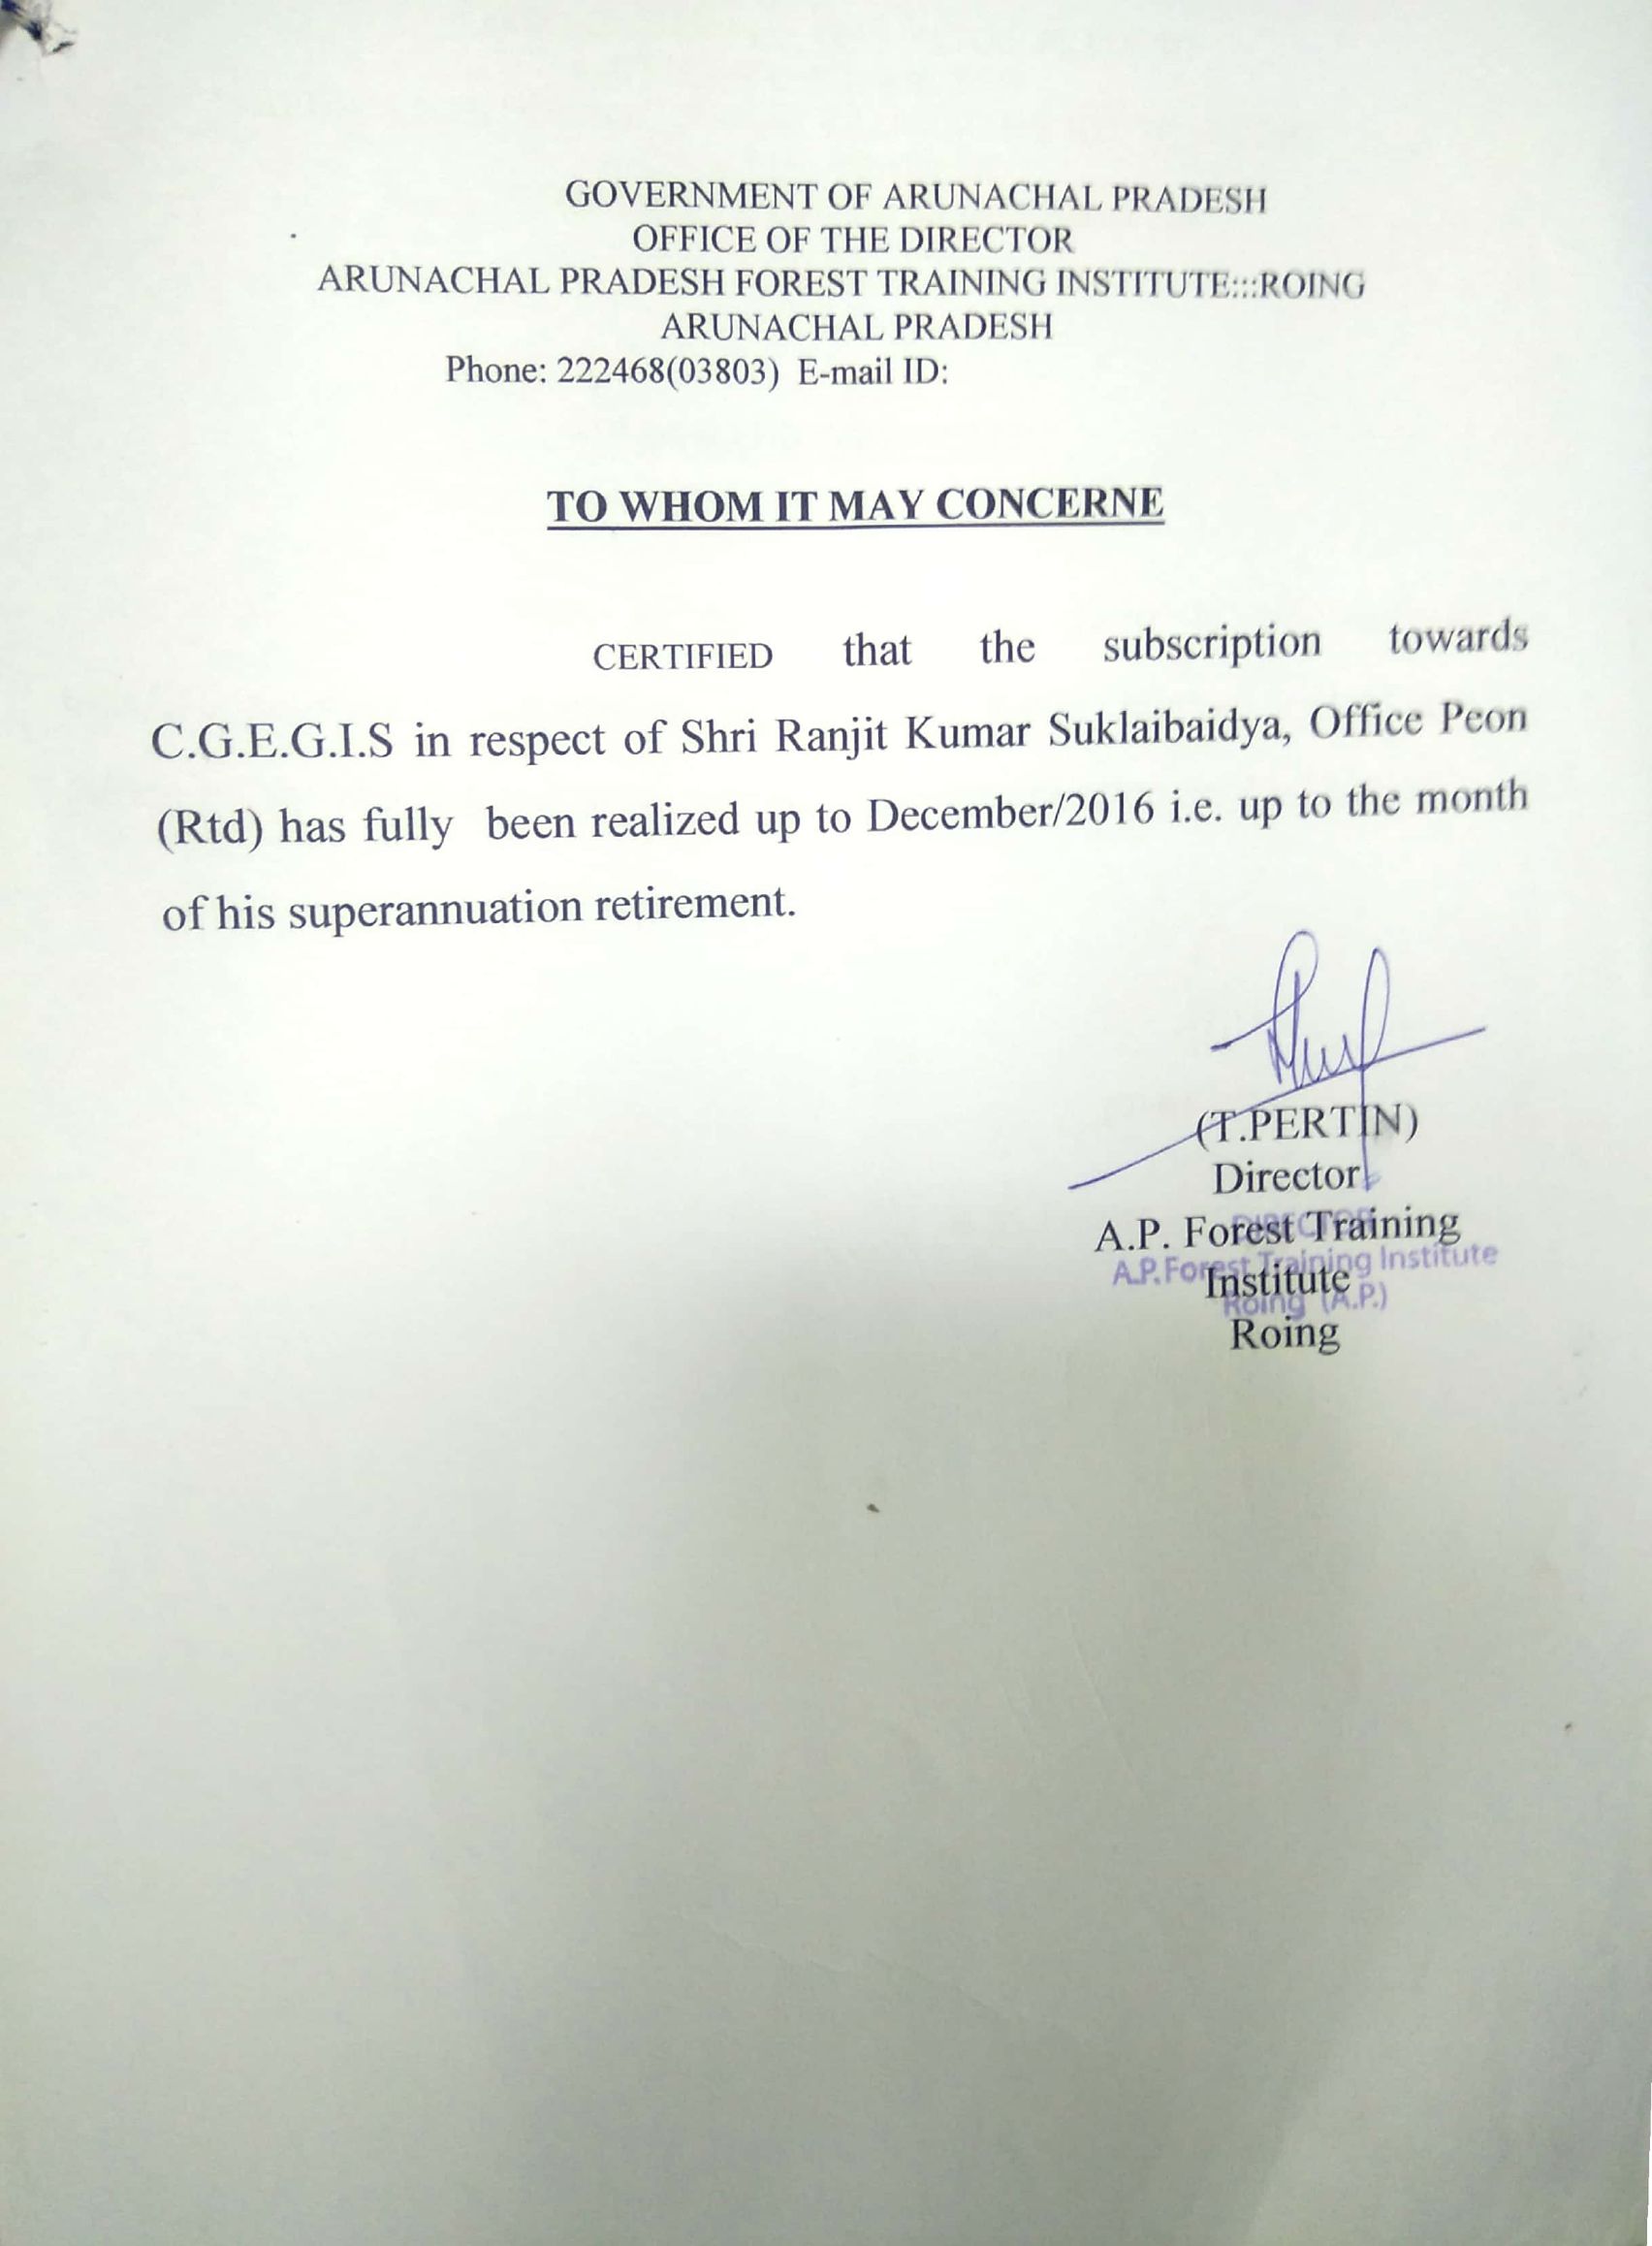 GOVERNMENT OF ARUNACHAL PRADESH
OFFICE OF THE DIRECTOR
ARUNACHAL PRADESH FOREST TRAINING INSTITUTE:::ROING
ARUNACHAL PRADESH
Phone: 222468(03803) E-mail ID:
TO WHOM IT MAY CONCERNE
CERTIFIED that the subscription towards
C.G.E.G.I.S in respect of Shri Ranjit Kumar Suklaibaidya, Office Peon
(Rtd) has fully been realized up to December/2016 i.e. up to the month
of his superannuation retirement.
(T.PERTIN)
Director
A.P. Forest Training
Institute
Roing
DIRECTOR
A.P. Forest Training Institute
Roing (A.P.)